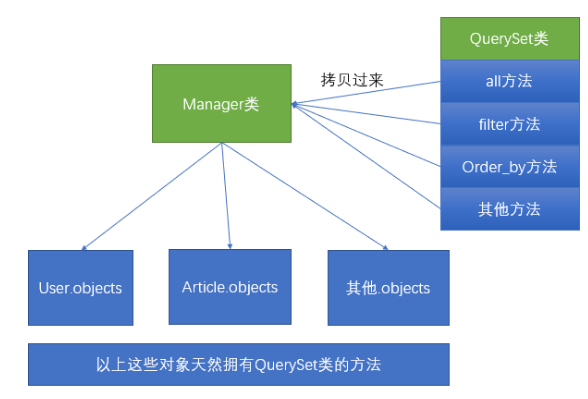 QuerySet类
all方法
filter方法
Order_by方法
其他方法
拷贝过来
Manager类
User.objects
Article.objects
其他.objects
以上这些对象天然拥有QuerySet类的方法